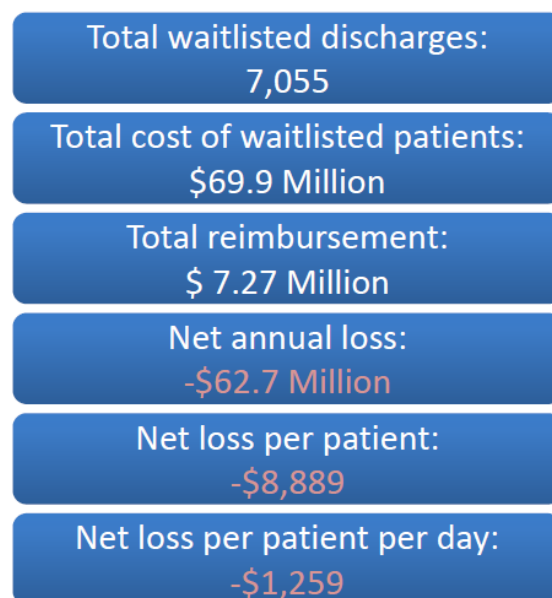 Total waitlisted discharges:
7,055
Total cost of waitlisted patients:
$69.9 Million
Total reimbursement:
$ 7.27 Million
Net annual loss:
-$62.7 Million
Net loss per patient:
-$8,889
Net loss per patient per day:
-$1,259